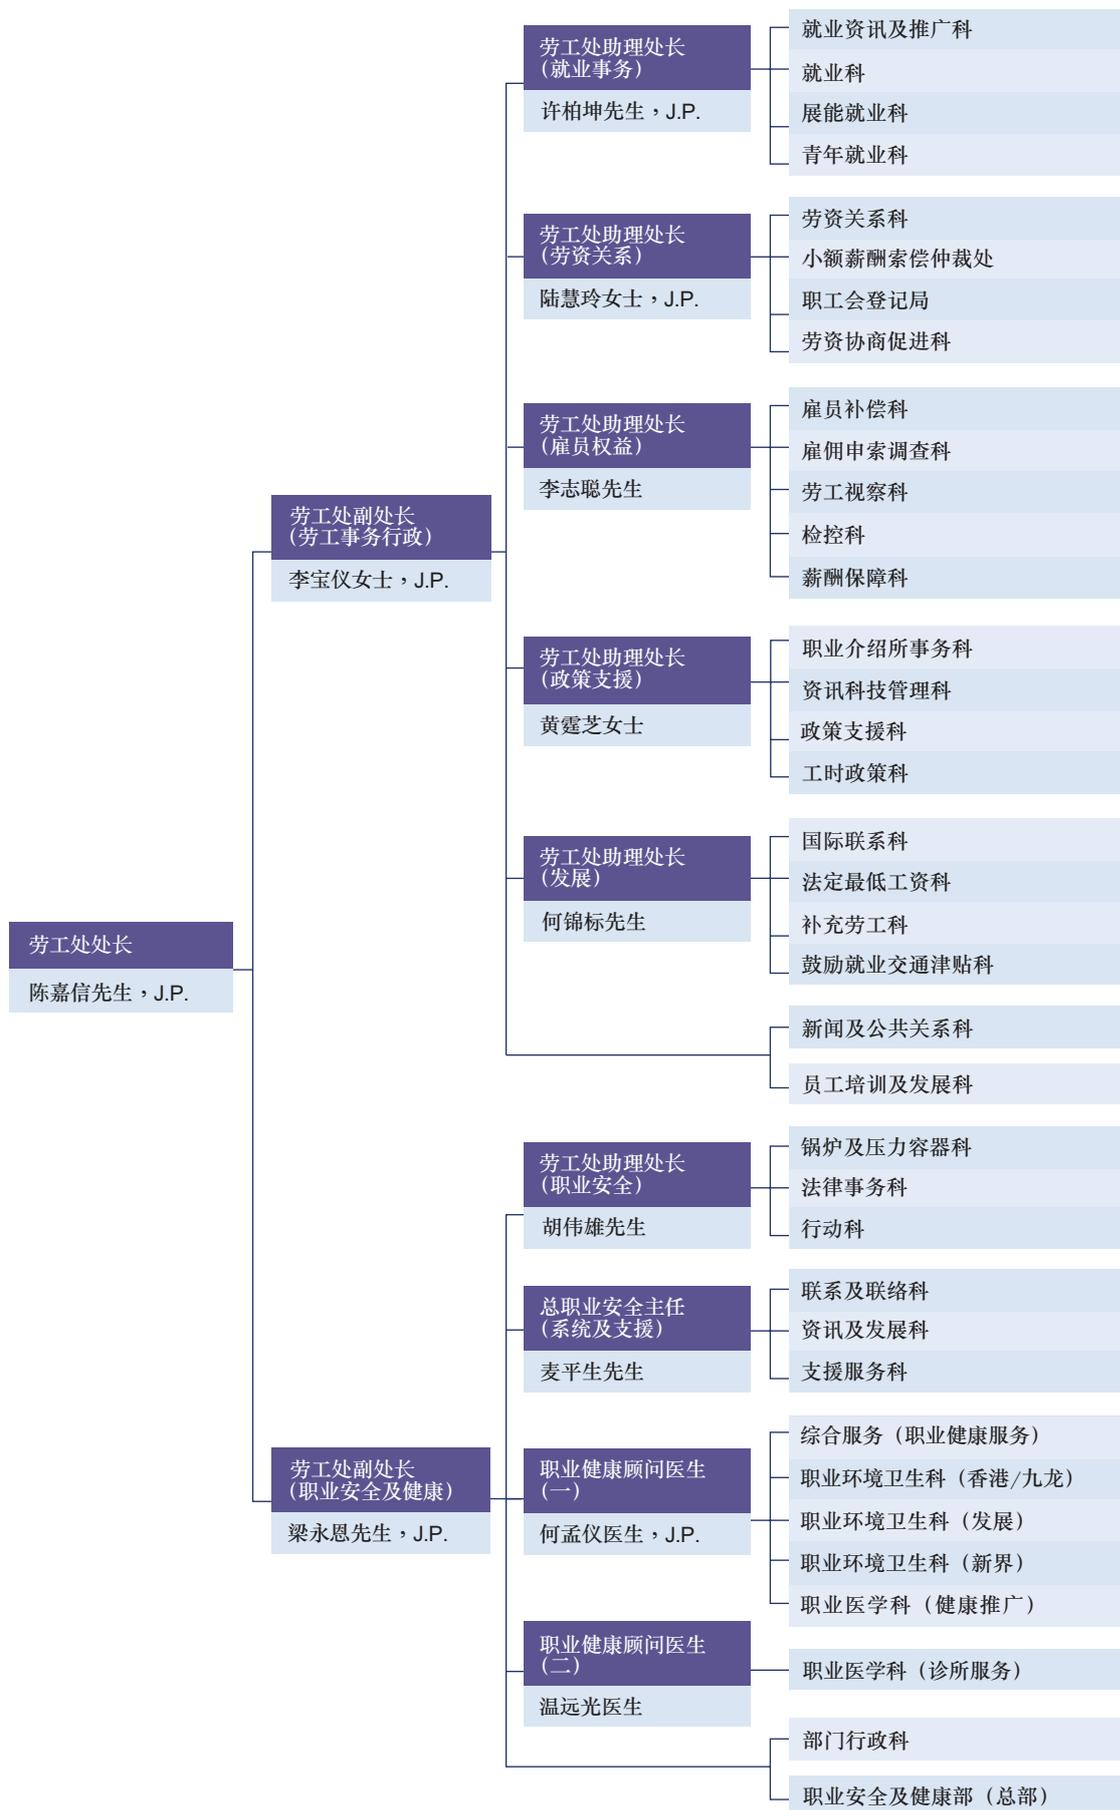 劳工处处长
陈嘉信先生，J.P.
劳工处副处长
(劳工事务行政)
李宝仪女士，J.P.
劳工处助理处长
(就业事务)
许柏坤先生，J.P.
就业资讯及推广科
就业科
展能就业科
青年就业科
劳工处助理处长
(劳资关系)
陆慧玲女士，J.P.
劳资关系科
小额薪酬索偿仲裁处
职工会登记局
劳资协商促进科
劳工处助理处长
(雇员权益)
李志聪先生
雇员补偿科
雇佣申索调查科
劳工视察科
检控科
薪酬保障科
劳工处助理处长
(政策支援)
黄霆芝女士
职业介绍所事务科
资讯科技管理科
政策支援科
工时政策科
劳工处助理处长
(发展)
何锦标先生
国际联系科
法定最低工资科
补充劳工科
鼓励就业交通津贴科
新闻及公共关系科
员工培训及发展科
劳工处副处长
(职业安全及健康)
梁永恩先生，J.P.
劳工处助理处长
(职业安全)
胡伟雄先生
锅炉及压力容器科
法律事务科
行动科
总职业安全主任
(系统及支援)
麦平生先生
联系及联络科
资讯及发展科
支援服务科
职业健康顾问医生
(一)
何孟仪医生，J.P.
综合服务（职业健康服务）
职业环境卫生科（香港/九龙）
职业环境卫生科（发展）
职业环境卫生科（新界）
职业医学科（健康推广）
职业健康顾问医生
(二)
温远光医生
职业医学科（诊所服务）
部门行政科
职业安全及健康部（总部）